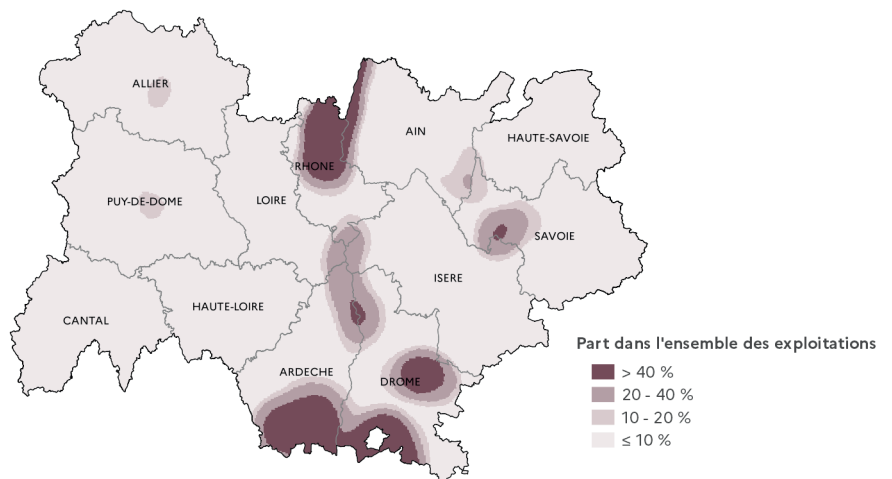 ALLIER
AIN
HAUTE-SAVOIE
RHONE
PUY-DE-DOME
LOIRE
SAVOIE
ISERE
HAUTE-LOIRE
CANTAL
ARDECHE
DROME
Part dans l'ensemble des exploitations
> 40 %
20 - 40 %
10 - 20 %
≤ 10 %